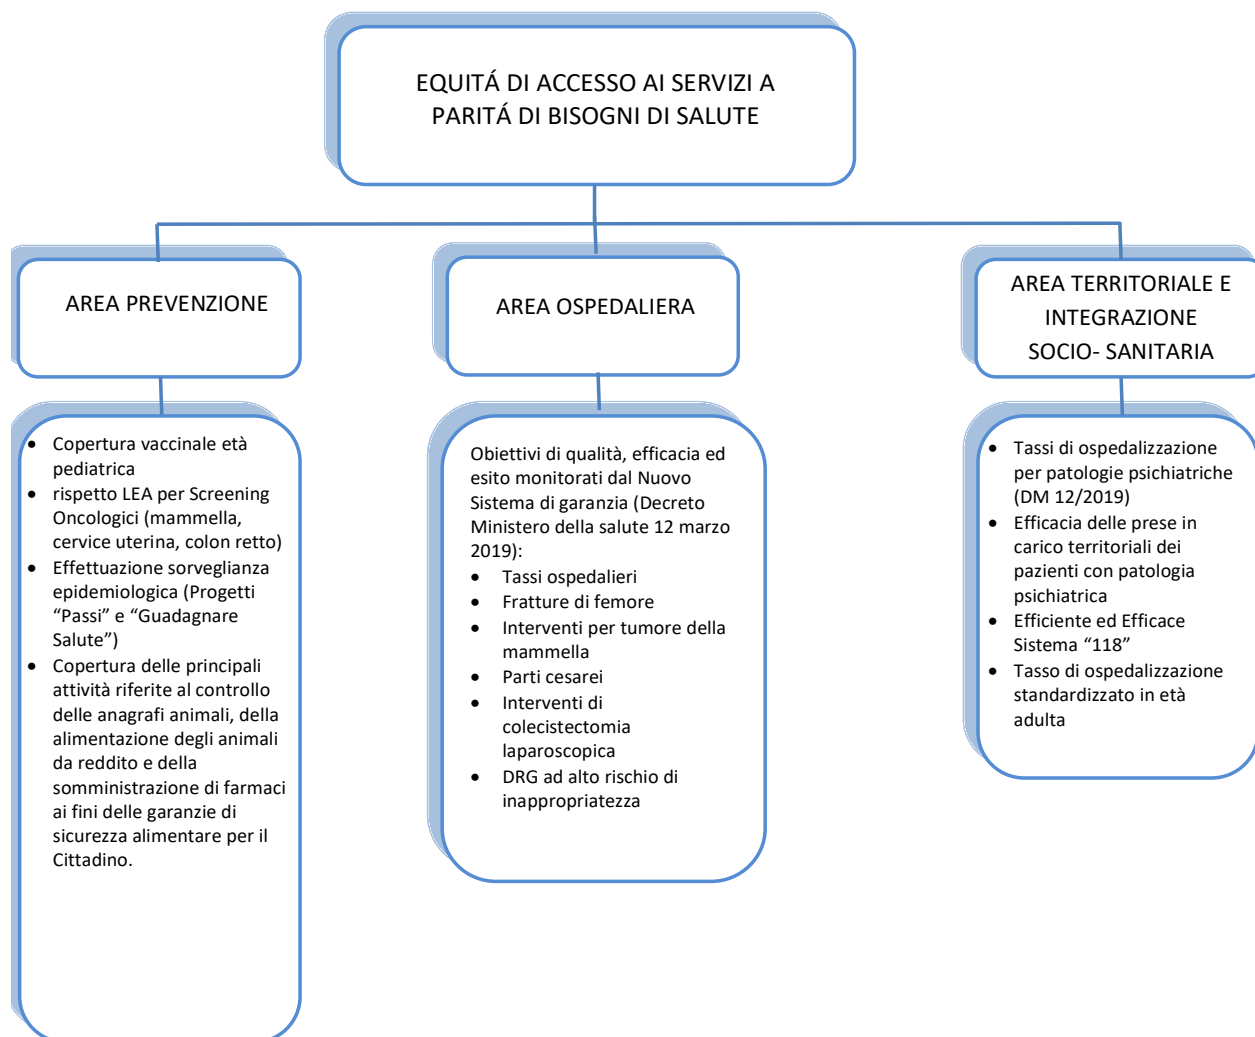 EQUITÁ DI ACCESSO AI SERVIZI A
PARITÁ DI BISOGNI DI SALUTE
AREA PREVENZIONE
• Copertura vaccinale età
pediatrica
• rispetto LEA per Screening
Oncologici (mammella,
cervice uterina, colon retto)
• Effettuazione sorveglianza
epidemiologica (Progetti
“Passi” e “Guadagnare
Salute”)
• Copertura delle principali
attività riferite al controllo
delle anagrafi animali, della
alimentazione degli animali
da reddito e della
somministrazione di farmaci
ai fini delle garanzie di
sicurezza alimentare per il
Cittadino.
AREA OSPEDALIERA
Obiettivi di qualità, efficacia ed
esito monitorati dal Nuovo
Sistema di garanzia (Decreto
Ministero della salute 12 marzo
2019):
• Tassi ospedalieri
• Fratture di femore
• Interventi per tumore della
mammella
• Parti cesarei
• Interventi di
colecistectomia
laparoscopica
• DRG ad alto rischio di
inappropriatezza
AREA TERRITORIALE E
INTEGRAZIONE
SOCIO- SANITARIA
• Tassi di ospedalizzazione
per patologie psichiatriche
(DM 12/2019)
• Efficacia delle prese in
carico territoriali dei
pazienti con patologia
psichiatrica
• Efficiente ed Efficace
Sistema “118”
• Tasso di ospedalizzazione
standardizzato in età
adulta